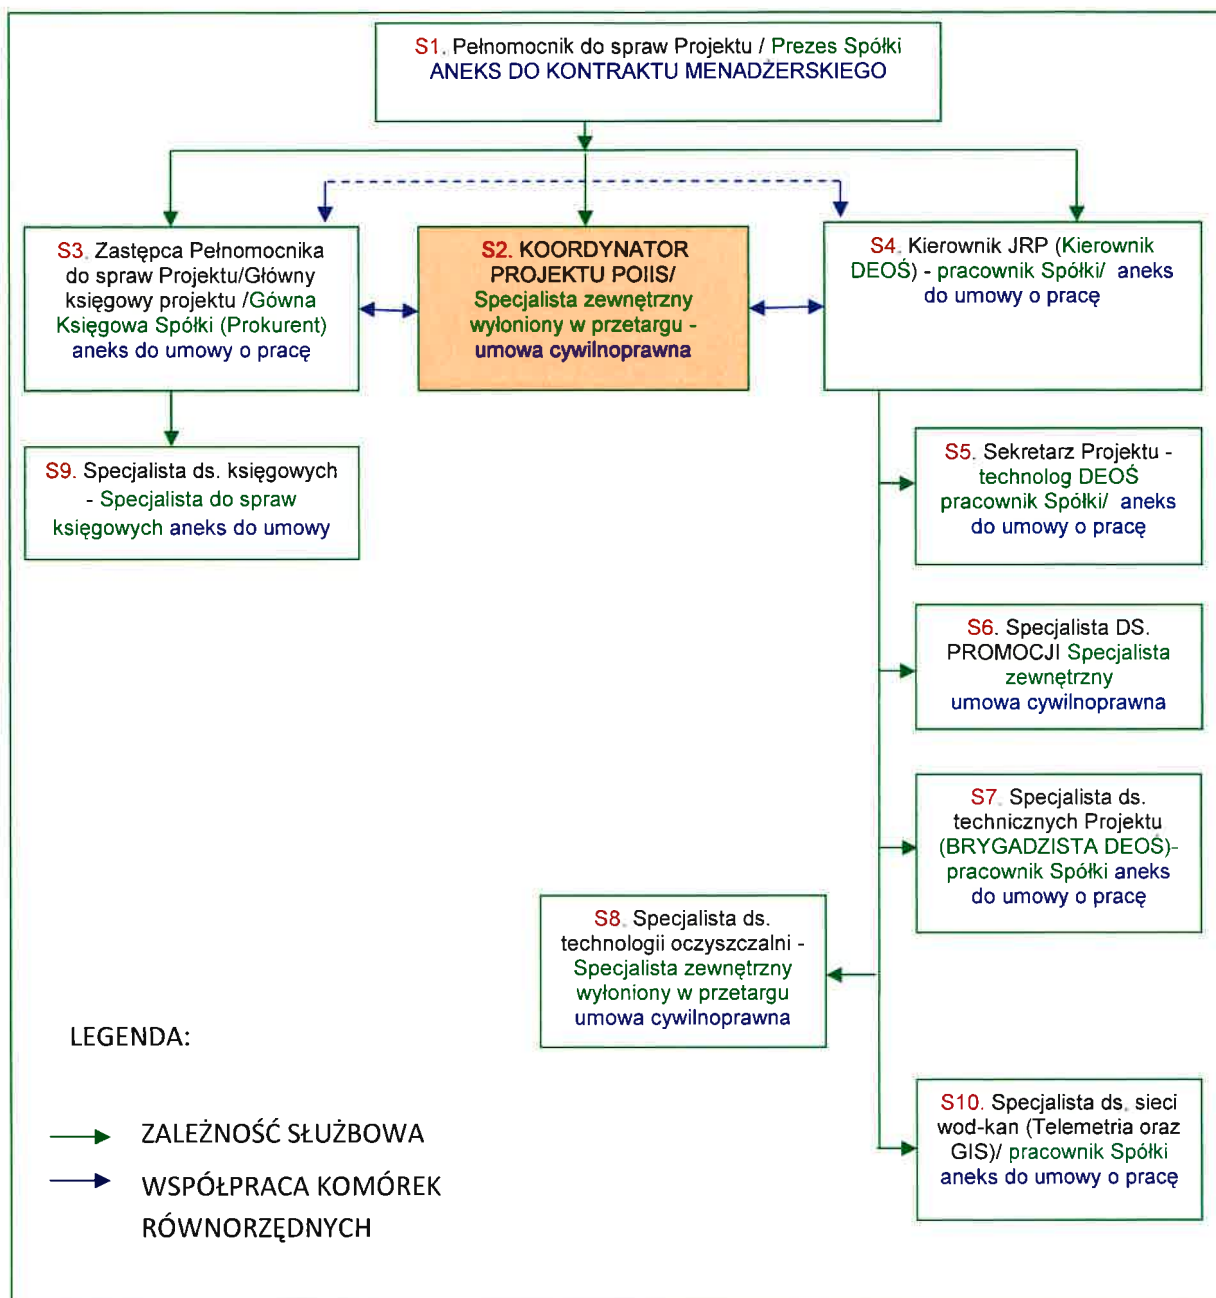 S1. Pełnomocnik do spraw Projektu / Prezes Spółki
ANEKS DO KONTRAKTU MENADŻERSKIEGO
S3. Zastępca Pełnomocnika
do spraw Projektu/Główny
księgowy projektu /Gówna
Księgowa Spółki (Prokurent)
aneks do umowy o pracę
S2. KOORDYNATOR
PROJEKTU POIIS/
Specjalista zewnętrzny
wyłoniony w przetargu -
umowa cywilnoprawna
S4. Kierownik JRP (Kierownik
DEOŚ) - pracownik Spółki/ aneks
do umowy o pracę
S9. Specjalista ds. księgowych
- Specjalista do spraw
księgowych aneks do umowy
S5. Sekretarz Projektu -
technolog DEOŚ
pracownik Spółki/ aneks
do umowy o pracę
S6. Specjalista DS.
PROMOCJI Specjalista
zewnętrzny
umowa cywilnoprawna
S7. Specjalista ds.
technicznych Projektu
(BRYGADZISTA DEOŚ)-
pracownik Spółki aneks
do umowy o pracę
S8. Specjalista ds.
technologii oczyszczalni -
Specjalista zewnętrzny
wyłoniony w przetargu
umowa cywilnoprawna
S10. Specjalista ds. sieci
wod-kan (Telemetria oraz
GIS)/ pracownik Spółki
aneks do umowy o pracę
LEGENDA:
ZALEŻNOŚĆ SŁUŻBOWA
WSPÓŁPRACA KOMÓREK
RÓWNORZĘDNYCH